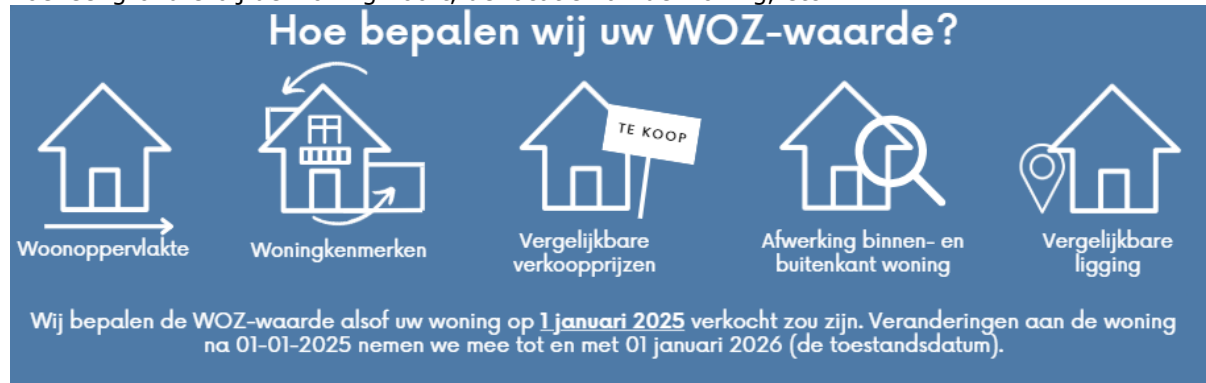 Hoe bepalen wij uw WOZ-waarde?
TE KOOP
Woonoppervlakte
Woningkenmerken
Vergelijkbare
verkoopprijzen
Afwerking binnen- en
buitenkant woning
Vergelijkbare
ligging
Wij bepalen de WOZ-waarde alsof uw woning op 1 januari 2025 verkocht zou zijn. Veranderingen aan de woning
na 01-01-2025 nemen we mee tot en met 01 januari 2026 (de toestandsdatum).